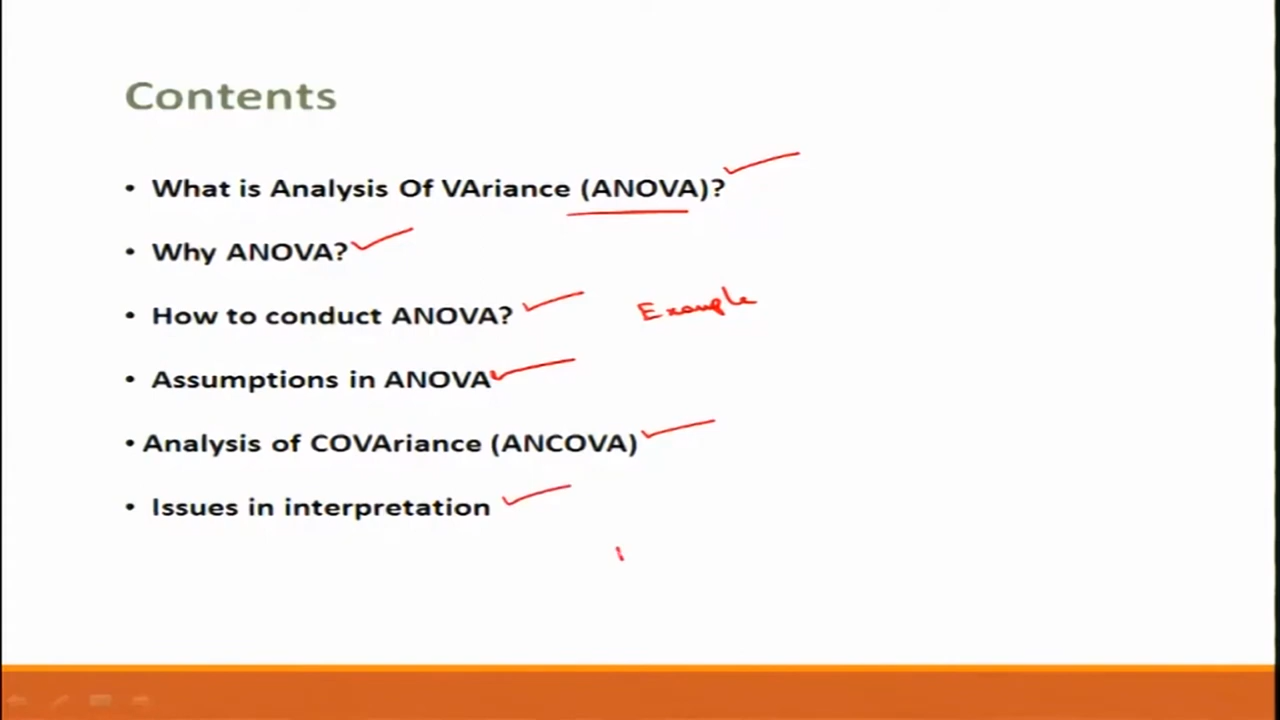 Contents
• What is Analysis Of VAriance (ANOVA)?
• Why ANOVA?
• How to conduct ANOVA? Example
• Assumptions in ANOVA
• Analysis of COVAriance (ANCOVA)
• Issues in interpretation